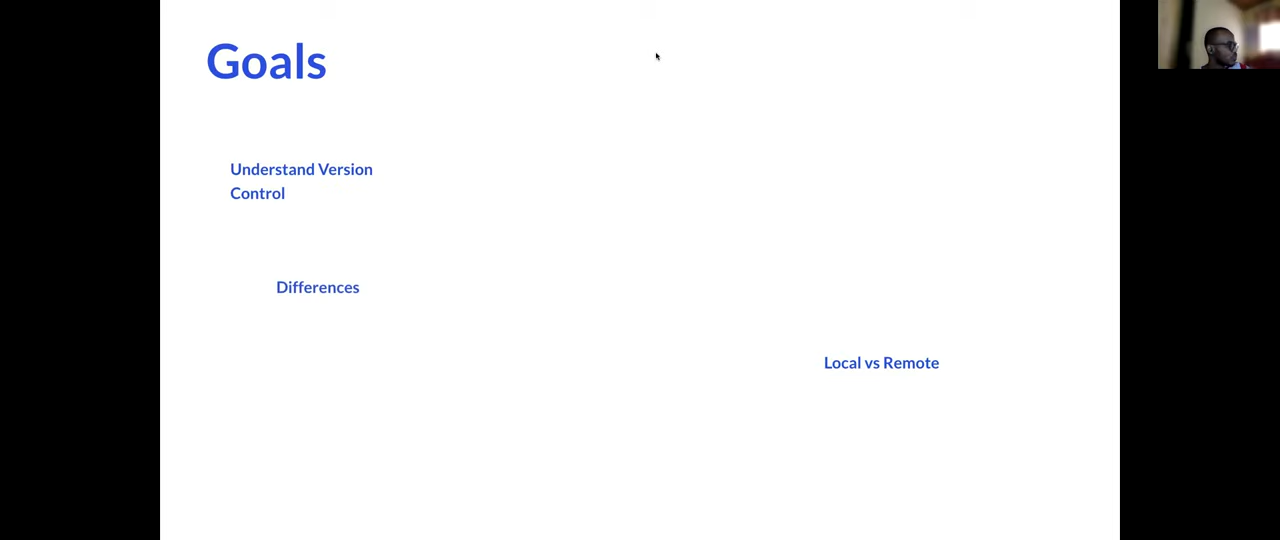 Goals
Understand Version
Control
Differences
Local vs Remote